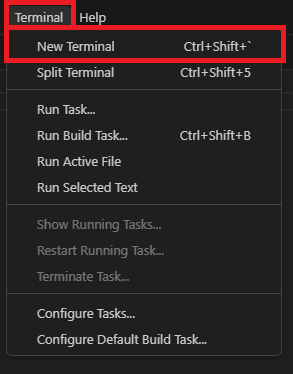 Terminal Help
New Terminal Ctrl+Shift+`
Split Terminal Ctrl+Shift+5
Run Task...
Run Build Task... Ctrl+Shift+B
Run Active File
Run Selected Text
Show Running Tasks...
Restart Running Task...
Terminate Task...
Configure Tasks...
Configure Default Build Task...